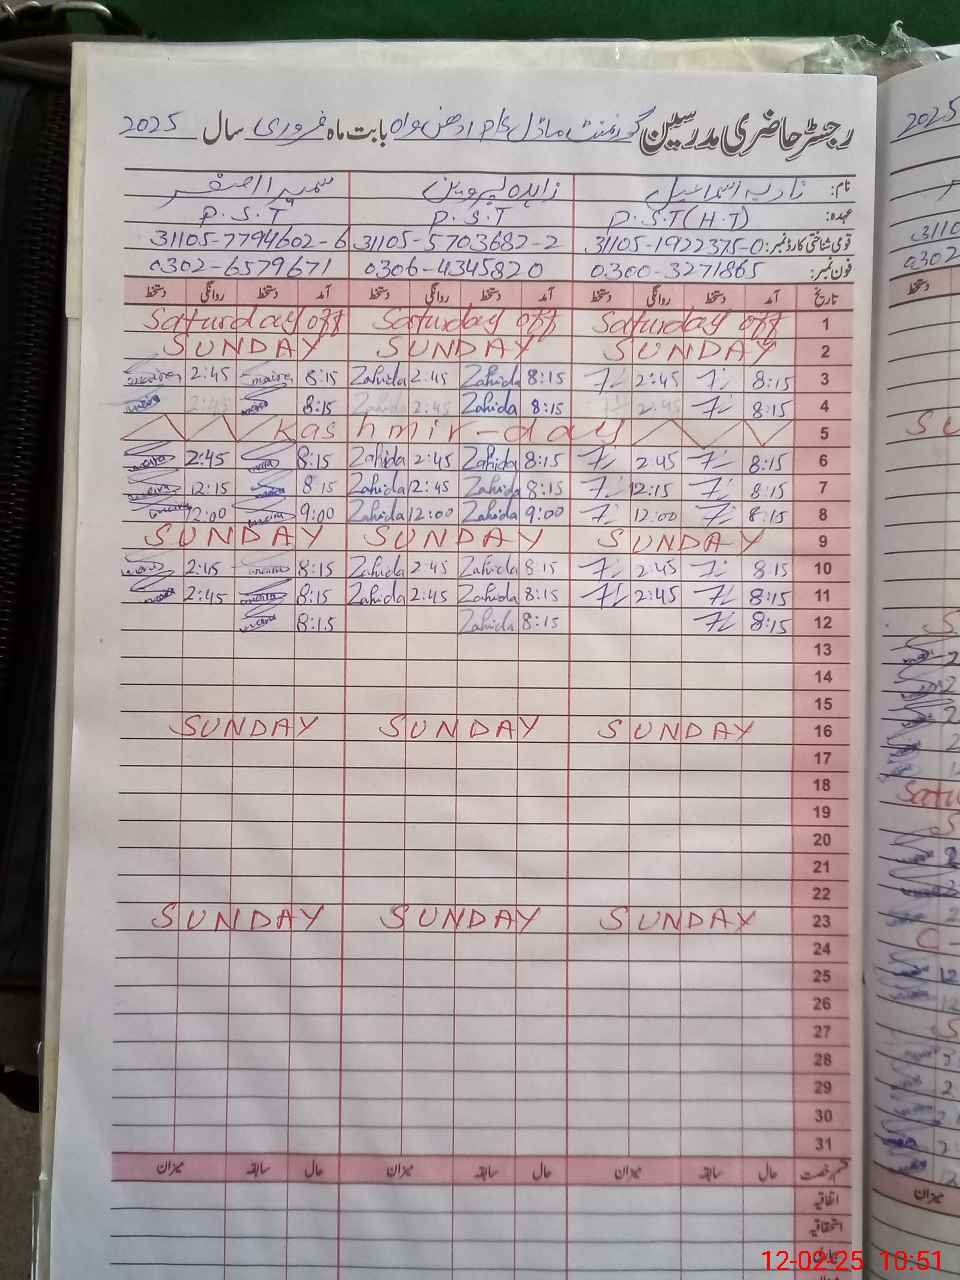 رجسٹر حاضری مدرسین گورنمنٹ ماڈل بابت ماہ فروری سال 2025
نام: نادیہ اسماعیل زاہدہ پروین سمیرا اصغر
عہدہ: P.S.T (H.T) P.S.T P.S.T
قومی شناختی کارڈ نمبر: 31105-1922375-0 31105-5703682-2 31105-7794602-6
فون نمبر: 0300-3271865 0306-4345820 0302-6579671
تاریخ آمد دستخط روانگی دستخط آمد دستخط روانگی دستخط آمد دستخط روانگی دستخط
Saturday off Saturday off Saturday off 1
SUNDAY SUNDAY SUNDAY 2
2:45 8:15 Zahida 2:45 Zahida 8:15 2:45 8:15 3
2:45 8:15 Zahida 2:45 Zahida 8:15 2:45 8:15 4
Kashmir-day 5
2:45 8:15 Zahida 2:45 Zahida 8:15 2:45 8:15 6
12:15 8 15 Zahida 12:45 Zahida 8:15 12:15 8:15 7
12:00 9:00 Zahida 12:00 Zahida 9:00 12:00 8:15 8
SUNDAY SUNDAY SUNDAY 9
2:45 8:15 Zahida 2:45 Zahida 8:15 2:45 8:15 10
2:45 8:15 Zahida 2:45 Zahida 8:15 2:45 8:15 11
8:15 Zahida 8:15 8:15 12
13
14
15
SUNDAY SUNDAY SUNDAY 16
17
18
19
20
21
22
SUNDAY SUNDAY SUNDAY 23
24
25
26
27
28
29
30
31
حال سابقہ میزان حال سابقہ میزان حال سابقہ میزان
اتفاقیہ
استحقاقیہ
2025
0302
میزان
12-02-25 10:51